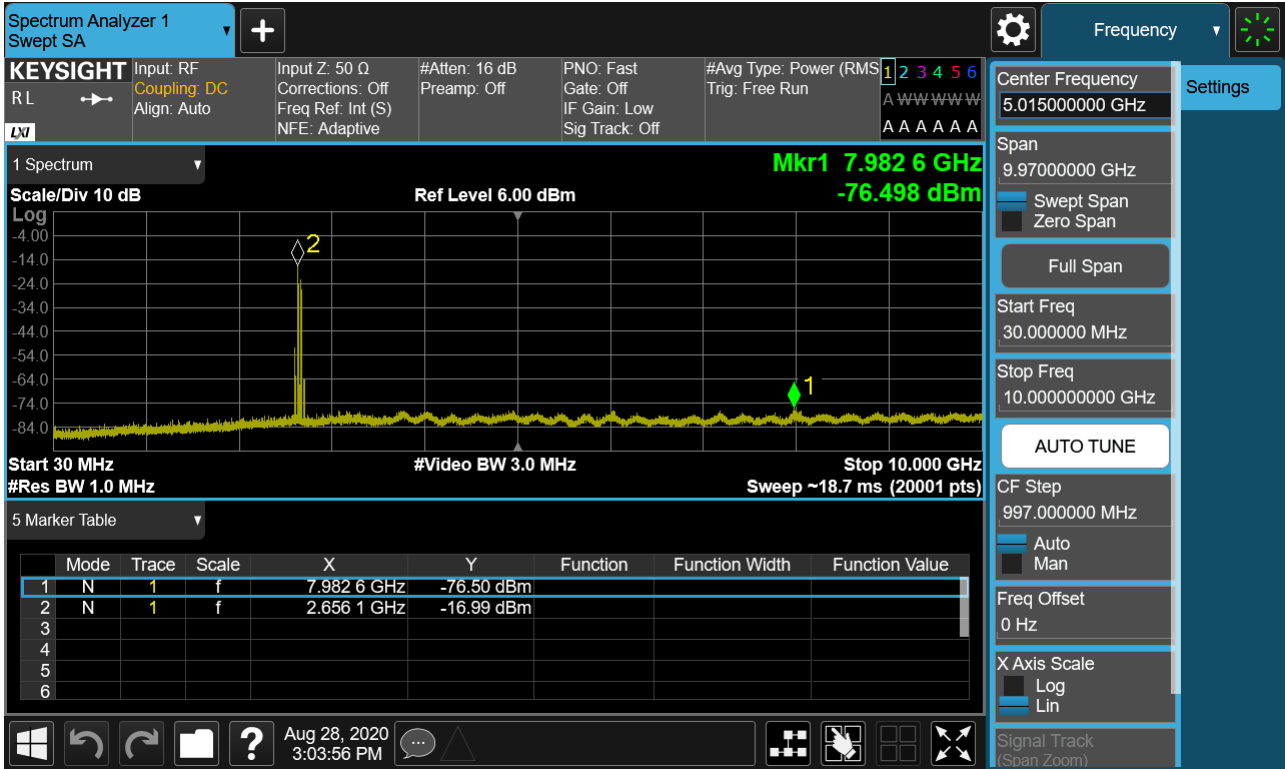 Spectrum Analyzer 1
Swept SA
Frequency
KEYSIGHT
R L
LXI
Input: RF
Coupling: DC
Align: Auto
Input Z: 50 Ω
Corrections: Off
Freq Ref: Int (S)
NFE: Adaptive
#Atten: 16 dB
Preamp: Off
PNO: Fast
Gate: Off
IF Gain: Low
Sig Track: Off
#Avg Type: Power (RMS
Trig: Free Run
1 2 3 4 5 6
A W W W W W
A A A A A A
1 Spectrum
Mkr1 7.982 6 GHz
-76.498 dBm
Scale/Div 10 dB
Ref Level 6.00 dBm
Log
-4.00
-14.0
-24.0
-34.0
-44.0
-54.0
-64.0
-74.0
-84.0
2
1
Start 30 MHz
#Video BW 3.0 MHz
Stop 10.000 GHz
#Res BW 1.0 MHz
Sweep ~18.7 ms (20001 pts)
5 Marker Table
Mode Trace Scale X Y Function Function Width Function Value
1 N 1 f 7.982 6 GHz -76.50 dBm
2 N 1 f 2.656 1 GHz -16.99 dBm
3
4
5
6
Aug 28, 2020
3:03:56 PM
Center Frequency
5.015000000 GHz
Span
9.97000000 GHz
Swept Span
Zero Span
Full Span
Start Freq
30.000000 MHz
Stop Freq
10.000000000 GHz
AUTO TUNE
CF Step
997.000000 MHz
Auto
Man
Freq Offset
0 Hz
X Axis Scale
Log
Lin
Signal Track
(Span Zoom)
Settings